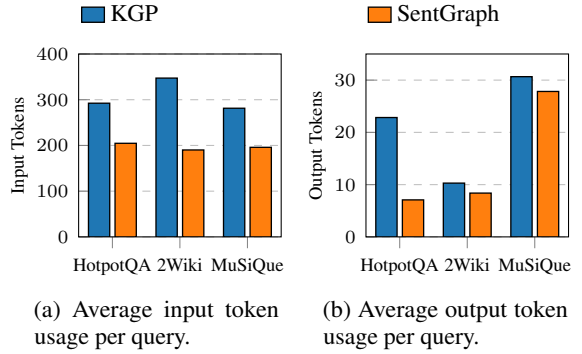 KGP SentGraph
400
300
200
100
0
Input Tokens
HotpotQA 2Wiki MuSiQue
30
20
10
0
Output Tokens
HotpotQA 2Wiki MuSiQue
(a) Average input token
usage per query.
(b) Average output token
usage per query.